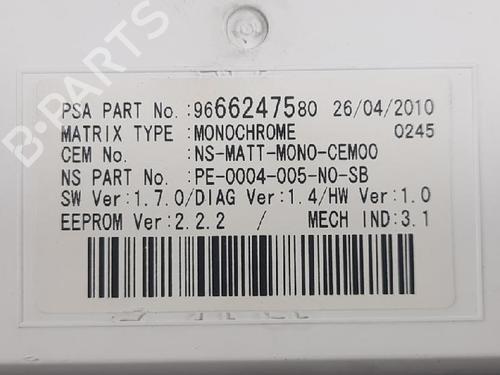 PSA PART No.:9666247580 26/04/2010
MATRIX TYPE :MONOCHROME 0245
CEM No. :NS-MATT-MONO-CEM00
NS PART No. :PE-0004-005-NO-SB
SW Ver:1.7.0/DIAG Ver:1.4/HW Ver:1.0
EEPROM Ver:2.2.2 / MECH IND:3.1
B-PARTS